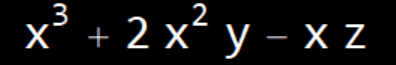 x³ + 2 x² y − x z